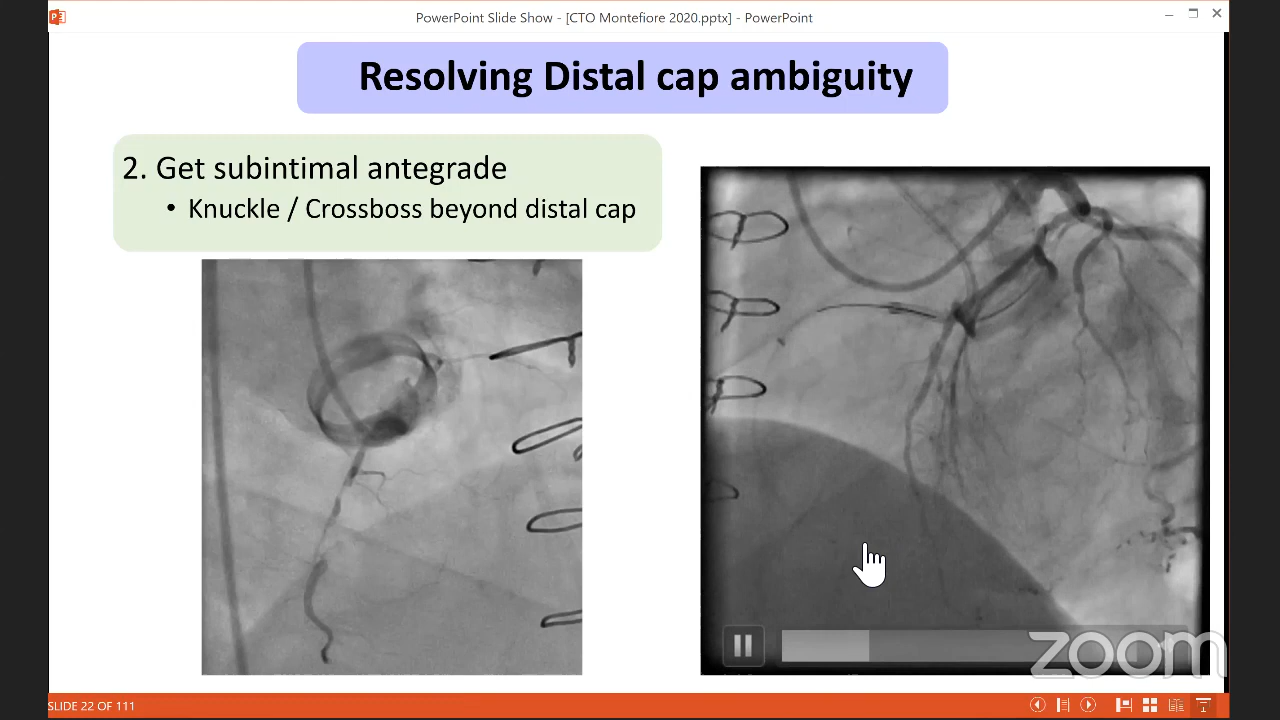 PowerPoint Slide Show - [CTO Montefiore 2020.pptx] - PowerPoint
Resolving Distal cap ambiguity
2. Get subintimal antegrade
• Knuckle / Crossboss beyond distal cap
zoom
SLIDE 22 OF 111